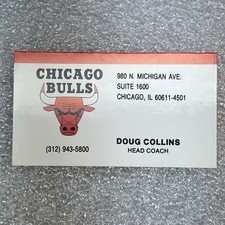 CHICAGO
BULLS
(312) 943-5800
980 N. MICHIGAN AVE.
SUITE 1600
CHICAGO, IL 60611-4501
DOUG COLLINS
HEAD COACH